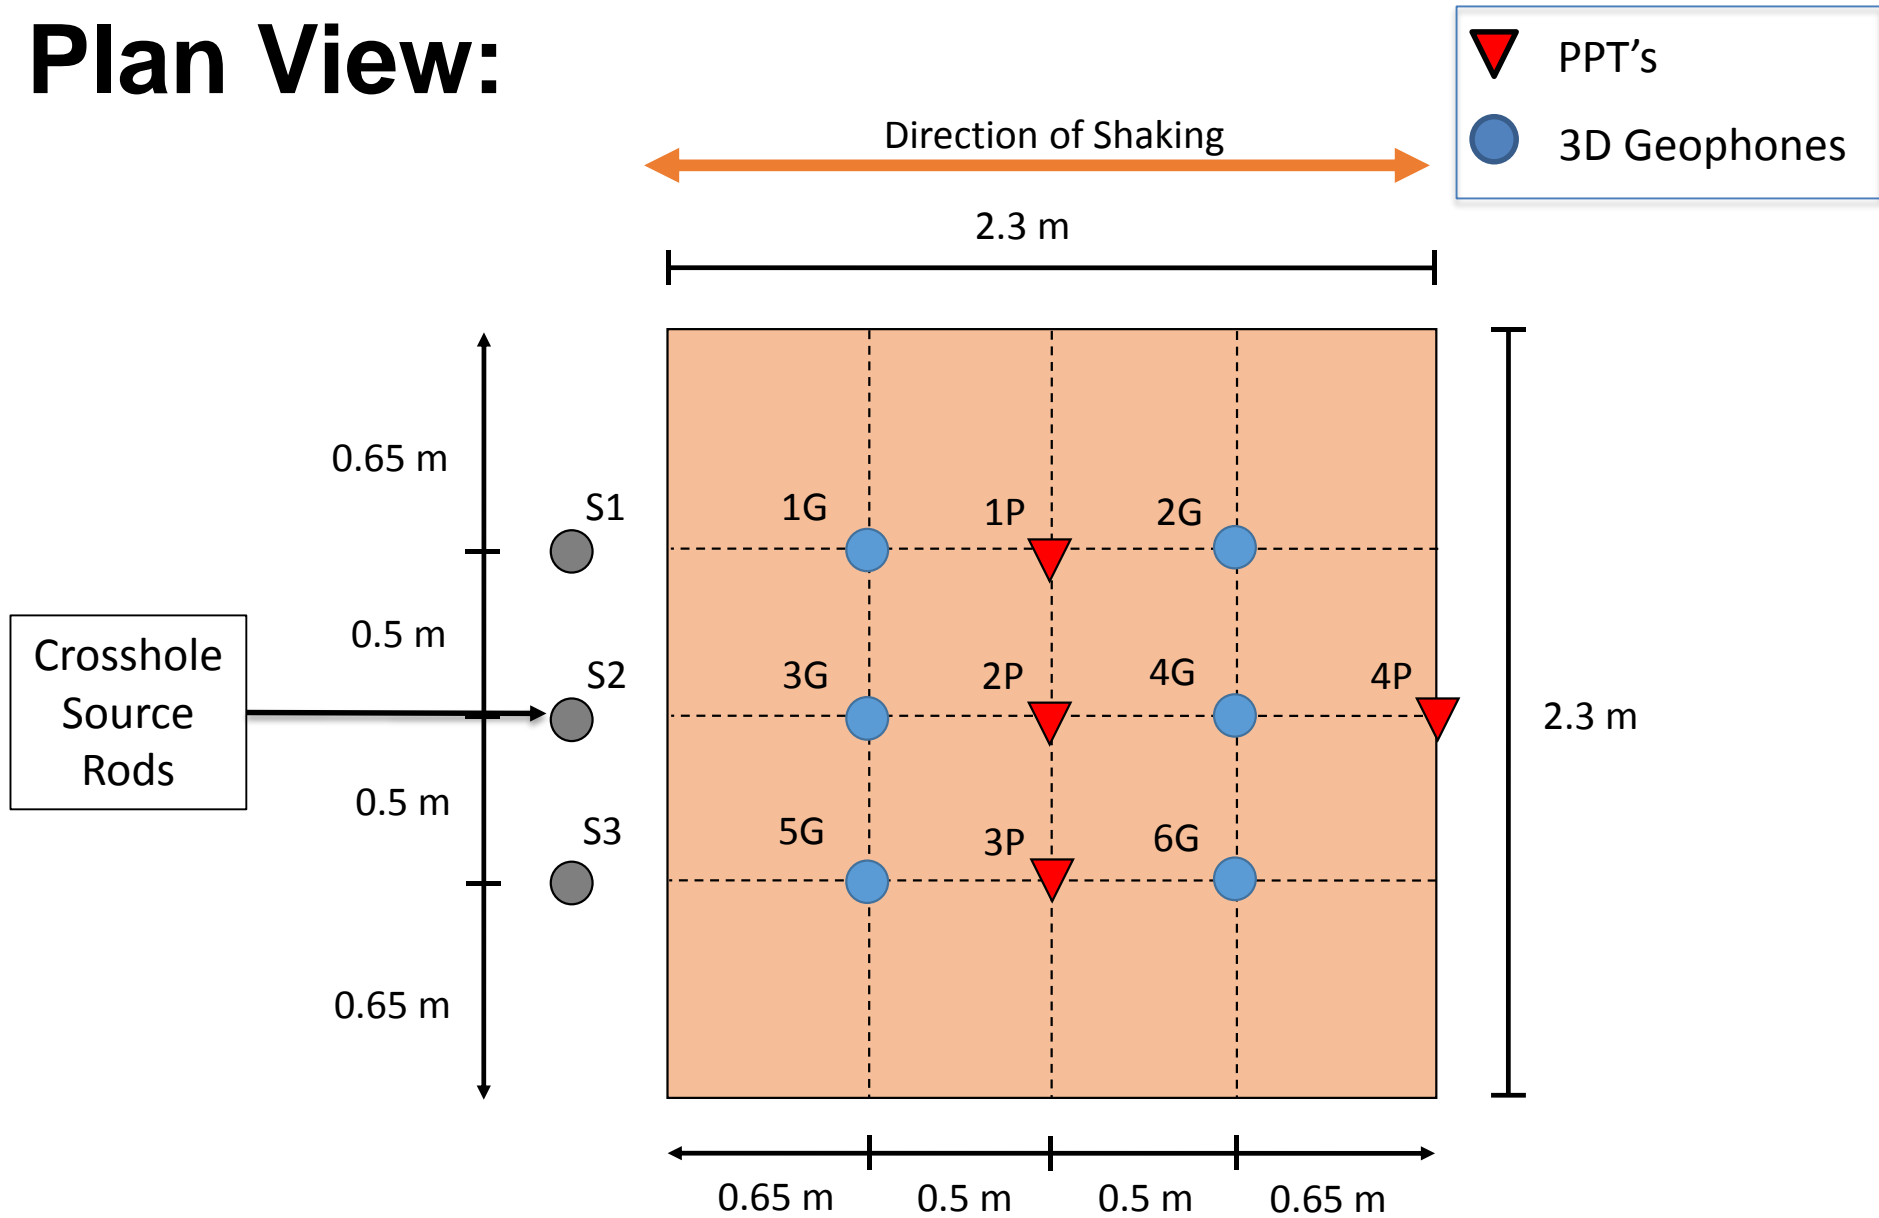 Plan View:
PPT’s
3D Geophones
Direction of Shaking
2.3 m
0.65 m
S1
1G
1P
2G
0.5 m
Crosshole
Source
Rods
S2
3G
2P
4G
4P
2.3 m
0.5 m
S3
5G
3P
6G
0.65 m
0.65 m
0.5 m
0.5 m
0.65 m